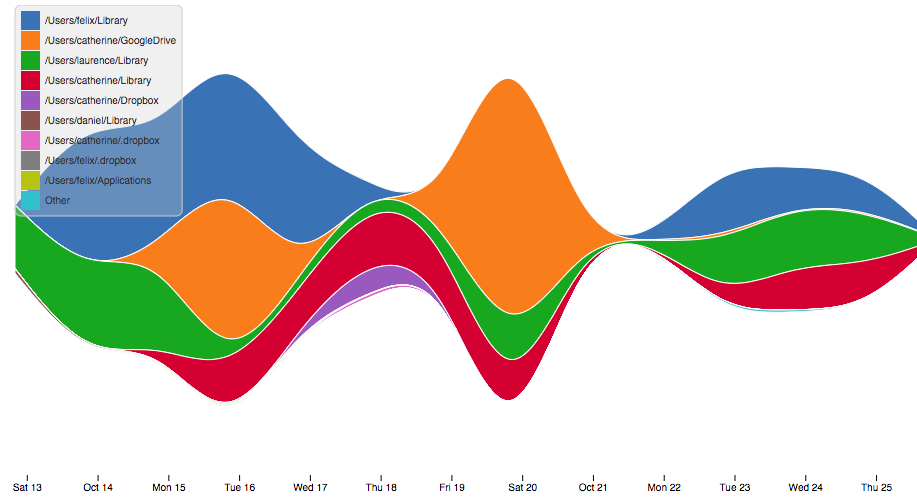 /Users/felix/Library
/Users/catherine/GoogleDrive
/Users/laurence/Library
/Users/catherine/Library
/Users/catherine/Dropbox
/Users/daniel/Library
/Users/catherine/.dropbox
/Users/felix/.dropbox
/Users/felix/Applications
Other
Sat 13 Oct 14 Mon 15 Tue 16 Wed 17 Thu 18 Fri 19 Sat 20 Oct 21 Mon 22 Tue 23 Wed 24 Thu 25